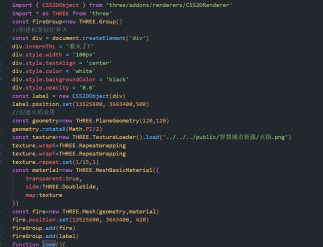 import { CSS2DObject } from 'three/addons/renderers/CSS2DRenderer'
import * as THREE from 'three'
const fireGroup=new THREE.Group()
//创建标签标注着火
const div = document.createElement('div')
div.innerHTML = '着火了!'
div.style.width = '100px'
div.style.textAlign = 'center'
div.style.color = 'white'
div.style.backgroundColor = 'black'
div.style.opacity = '0.6'
const label = new CSS2DObject(div)
label.position.set(13525600, 3663400,500)
//创建火焰效果
const geometry=new THREE.PlaneGeometry(120,120)
geometry.rotateX(Math.PI/2)
const texture=new THREE.TextureLoader().load('../../../public/智慧城市资源/火焰.png')
texture.wrapS=THREE.RepeatWrapping
texture.wrapT=THREE.RepeatWrapping
texture.repeat.set(1/15,1)
const material=new THREE.MeshBasicMaterial({
transparent:true,
side:THREE.DoubleSide,
map:texture
})
const fire=new THREE.Mesh(geometry,material)
fire.position.set(13525600, 3663400, 420)
fireGroup.add(fire)
fireGroup.add(label)
function loop(){